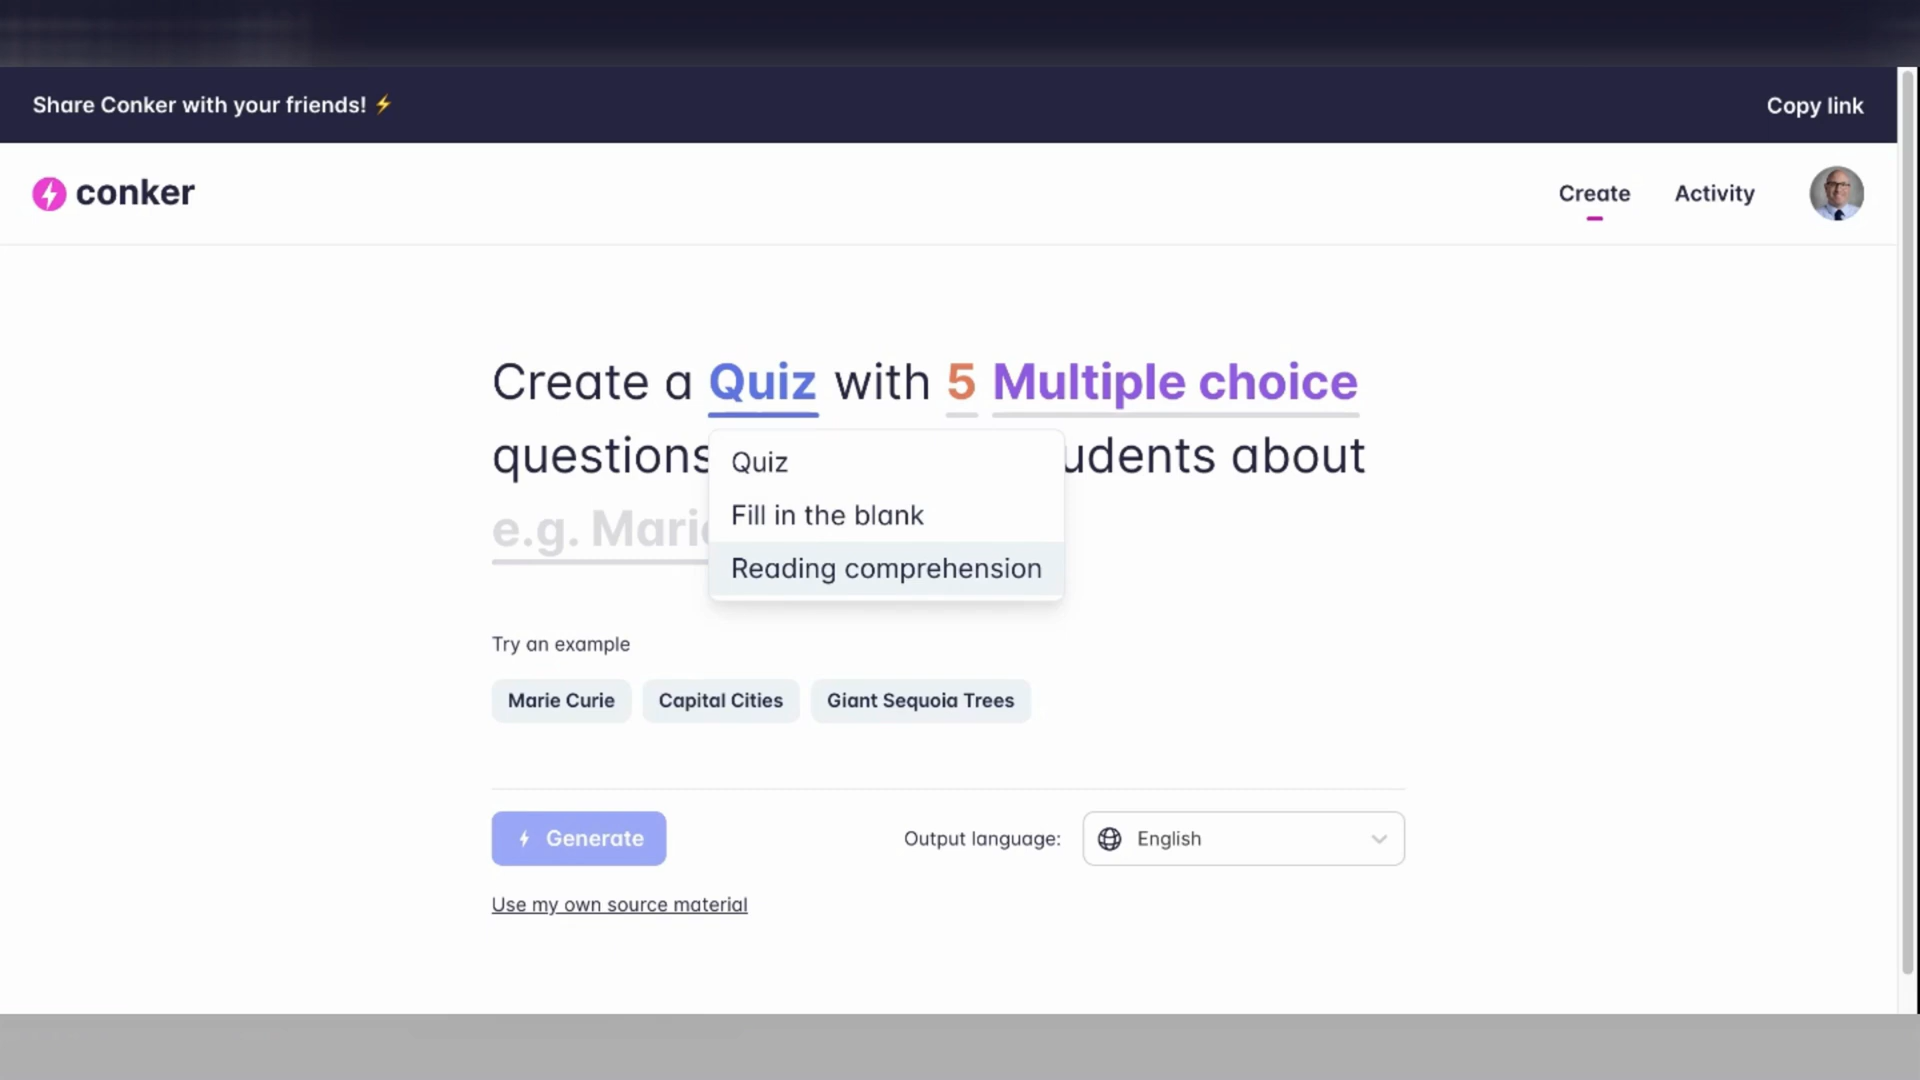 Share Conker with your friends! ⚡
Copy link
conker
Create
Activity
Create a Quiz with 5 Multiple choice
questions udents about
Quiz
Fill in the blank
e.g. Mari
Reading comprehension
Try an example
Marie Curie
Capital Cities
Giant Sequoia Trees
Generate
Output language:
English
Use my own source material